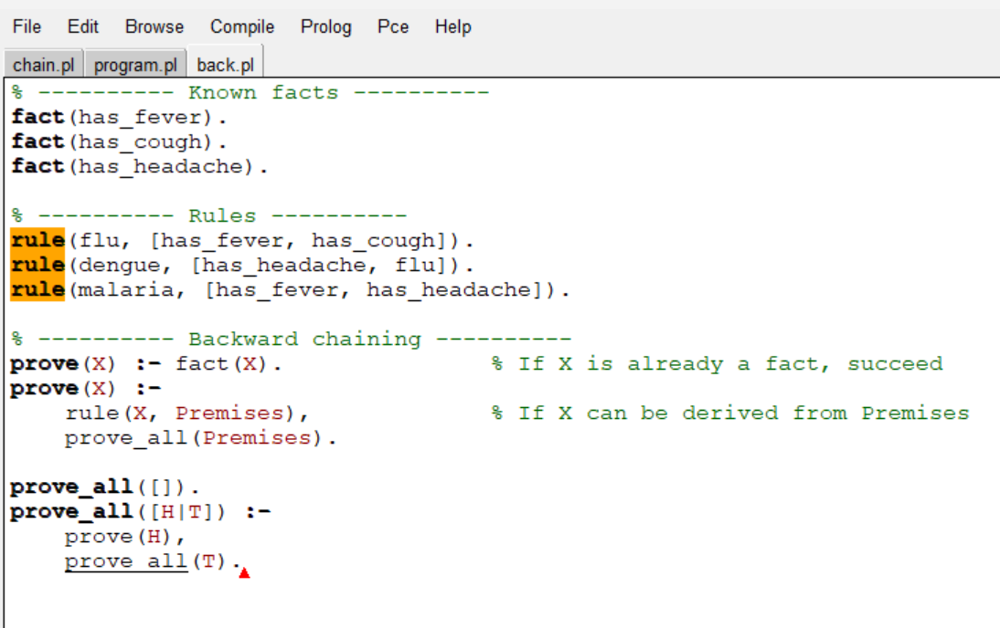 File Edit Browse Compile Prolog Pce Help
chain.pl program.pl back.pl
% ---------- Known facts ----------
fact(has_fever).
fact(has_cough).
fact(has_headache).
% ---------- Rules ----------
rule(flu, [has_fever, has_cough]).
rule(dengue, [has_headache, flu]).
rule(malaria, [has_fever, has_headache]).
% ---------- Backward chaining ----------
prove(X) :- fact(X). % If X is already a fact, succeed
prove(X) :-
rule(X, Premises), % If X can be derived from Premises
prove_all(Premises).
prove_all([]).
prove_all([H|T]) :-
prove(H),
prove_all(T).